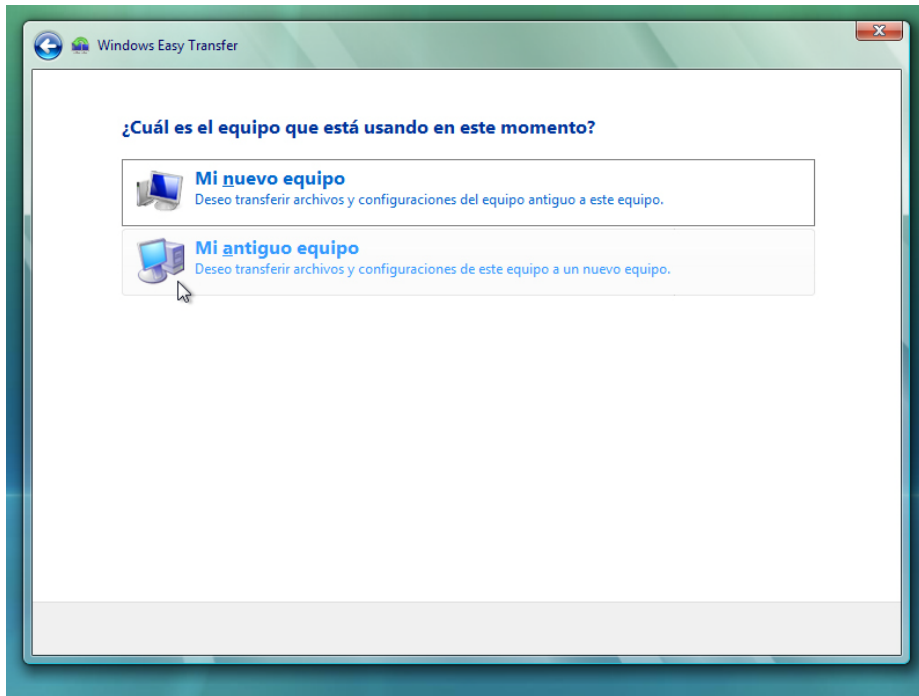 Windows Easy Transfer
¿Cuál es el equipo que está usando en este momento?
Mi nuevo equipo
Deseo transferir archivos y configuraciones del equipo antiguo a este equipo.
Mi antiguo equipo
Deseo transferir archivos y configuraciones de este equipo a un nuevo equipo.